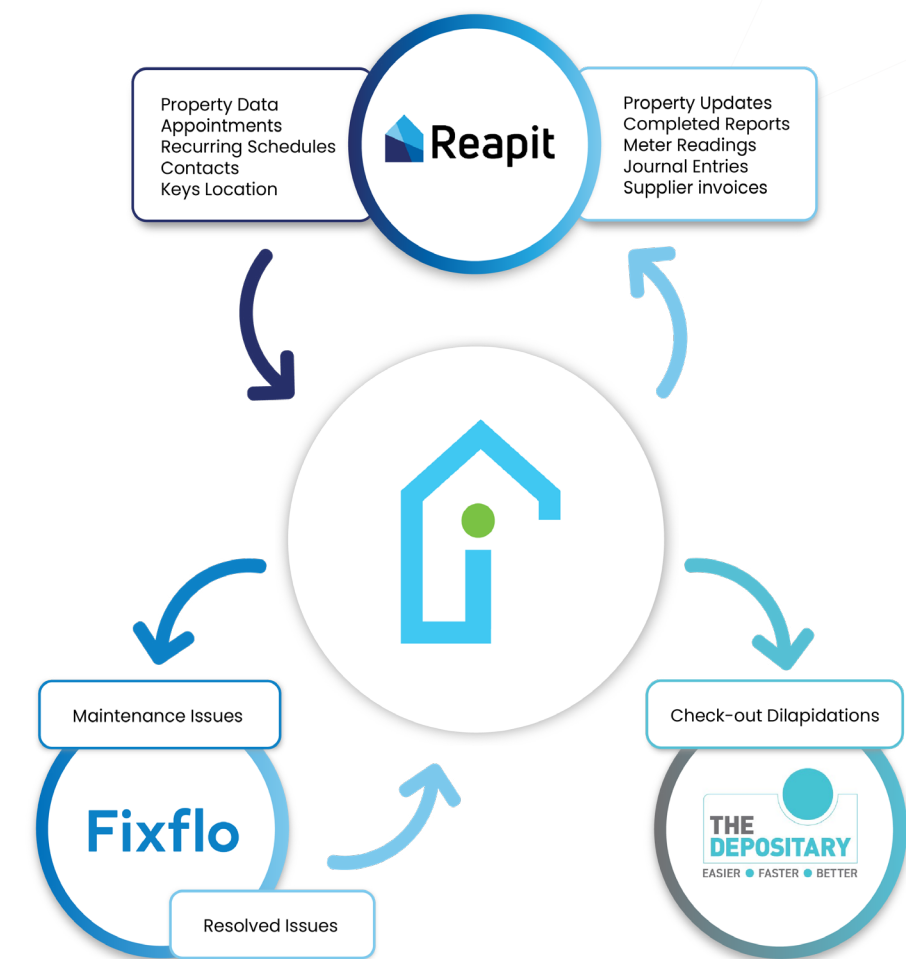 Property Data
Appointments
Recurring Schedules
Contacts
Keys Location
Reapit
Property Updates
Completed Reports
Meter Readings
Journal Entries
Supplier invoices
Maintenance Issues
Fixflo
Resolved Issues
Check-out Dilapidations
THE
DEPOSITARY
EASIER ● FASTER ● BETTER